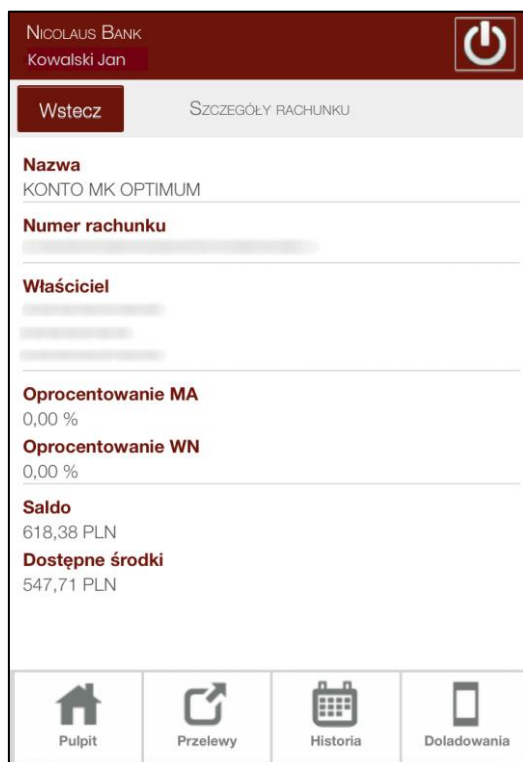 Nicolaus Bank
Kowalski Jan
Wstecz
Szczegóły rachunku
Nazwa
KONTO MK OPTIMUM
Numer rachunku
Właściciel
Oprocentowanie MA
0,00 %
Oprocentowanie WN
0,00 %
Saldo
618,38 PLN
Dostępne środki
547,71 PLN
Pulpit
Przelewy
Historia
Doladowania